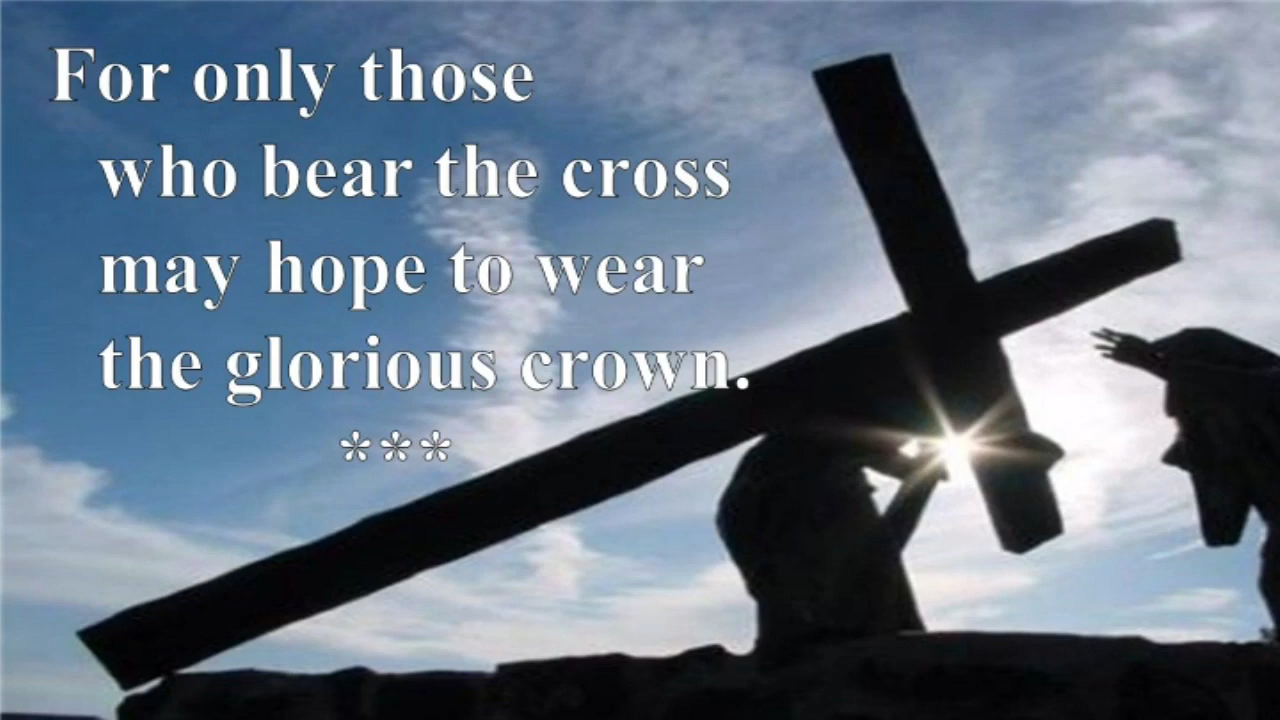 For only those
who bear the cross
may hope to wear
the glorious crown.
***